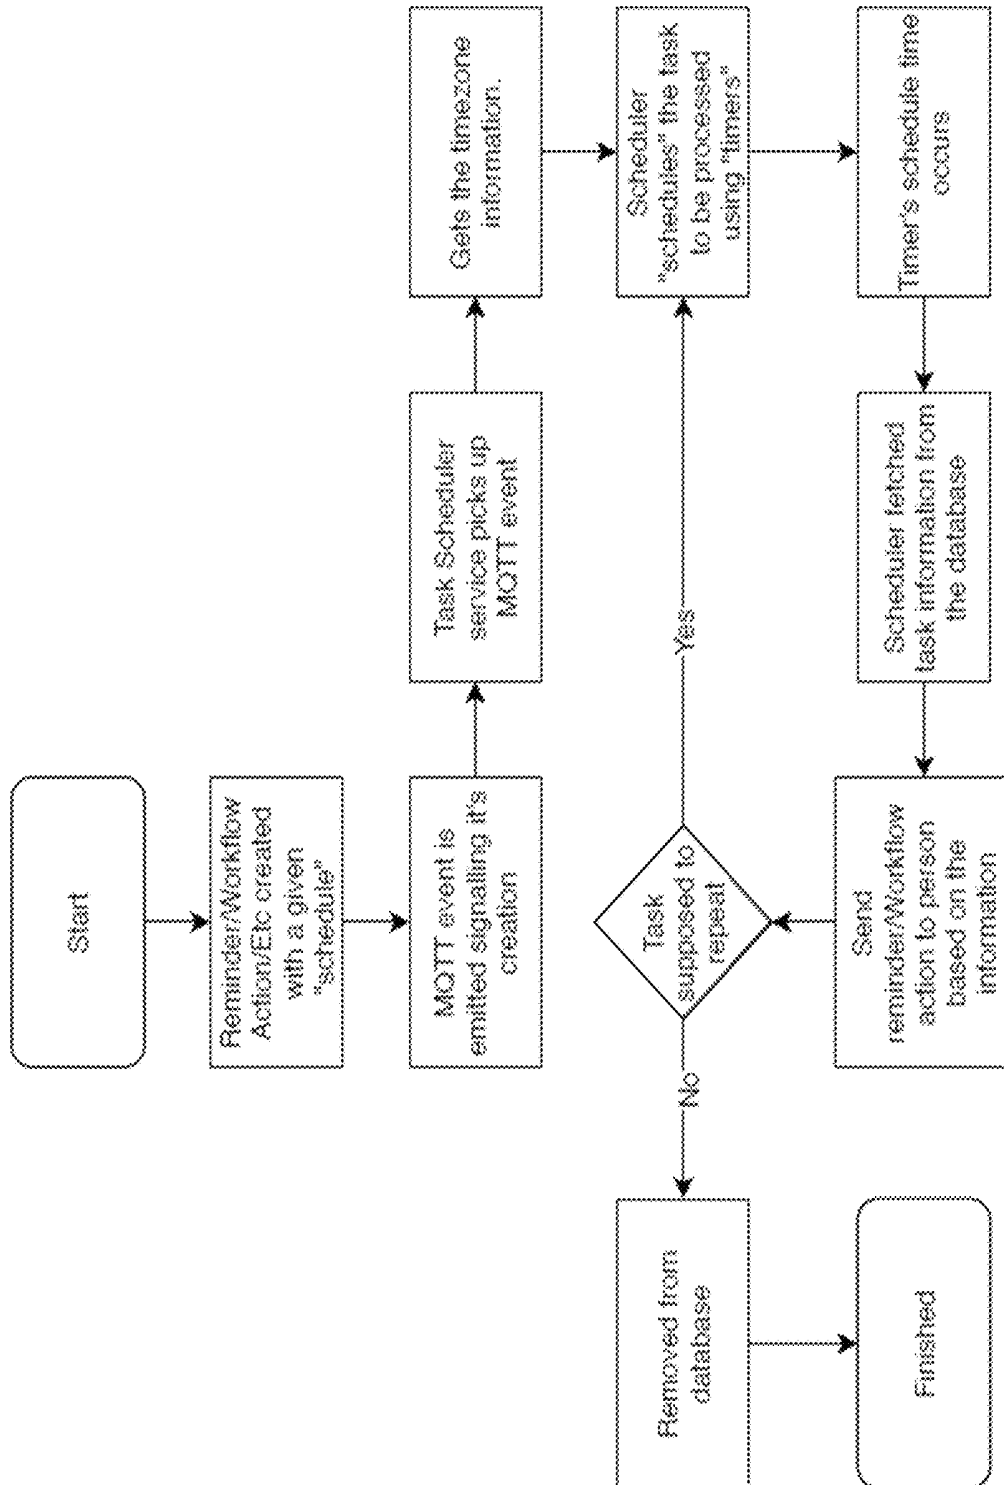 Start
Reminder/Workflow
Action/Etc created
with a given
"schedule"
MQTT event is
emitted signalling it's
creation
Task Scheduler
service picks up
MQTT event
Gets the timezone
information.
Scheduler
"schedules" the task
to be processed
using "timers"
Timer's schedule time
occurs
Scheduler fetched
task information from
the database
Send
reminder/Workflow
action to person
based on the
information
Task
supposed to
repeat
Yes
No
Removed from
database
Finished